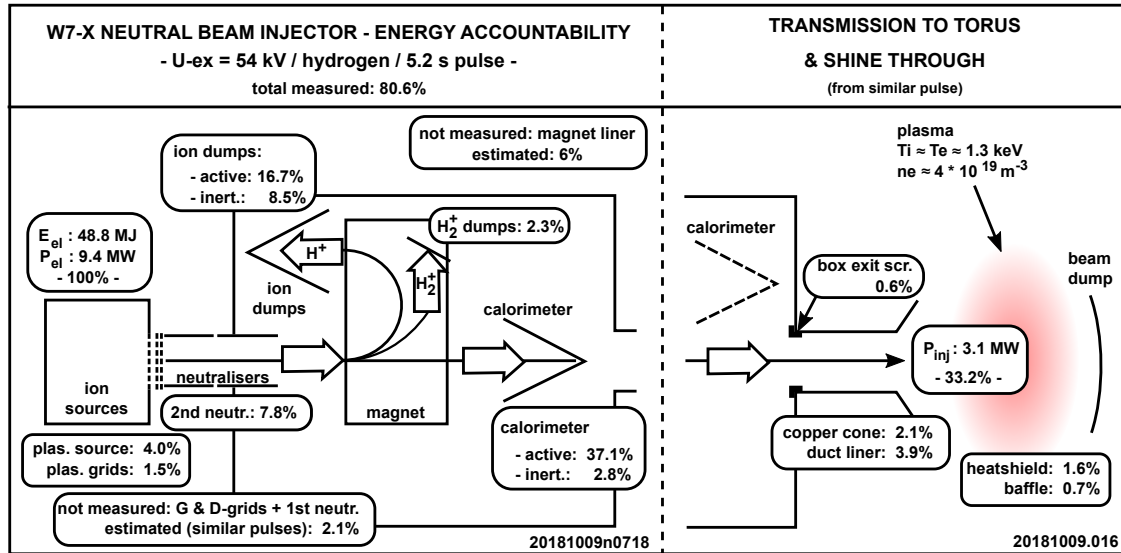 W7-X NEUTRAL BEAM INJECTOR - ENERGY ACCOUNTABILITY
- U-ex = 54 kV / hydrogen / 5.2 s pulse -
total measured: 80.6%
TRANSMISSION TO TORUS
& SHINE THROUGH
(from similar pulse)
ion dumps:
- active: 16.7%
- inert.: 8.5%
not measured: magnet liner
estimated: 6%
E_el : 48.8 MJ
P_el : 9.4 MW
- 100% -
H⁺
H₂⁺ dumps: 2.3%
H₂⁺
ion
dumps
calorimeter
neutralisers
ion
sources
2nd neutr.: 7.8%
magnet
plas. source: 4.0%
plas. grids: 1.5%
calorimeter
- active: 37.1%
- inert.: 2.8%
not measured: G & D-grids + 1st neutr.
estimated (similar pulses): 2.1%
20181009n0718
plasma
Ti ≈ Te ≈ 1.3 keV
ne ≈ 4 * 10¹⁹ m⁻³
calorimeter
box exit scr.
0.6%
beam
dump
P_inj : 3.1 MW
- 33.2% -
copper cone: 2.1%
duct liner: 3.9%
heatshield: 1.6%
baffle: 0.7%
20181009.016